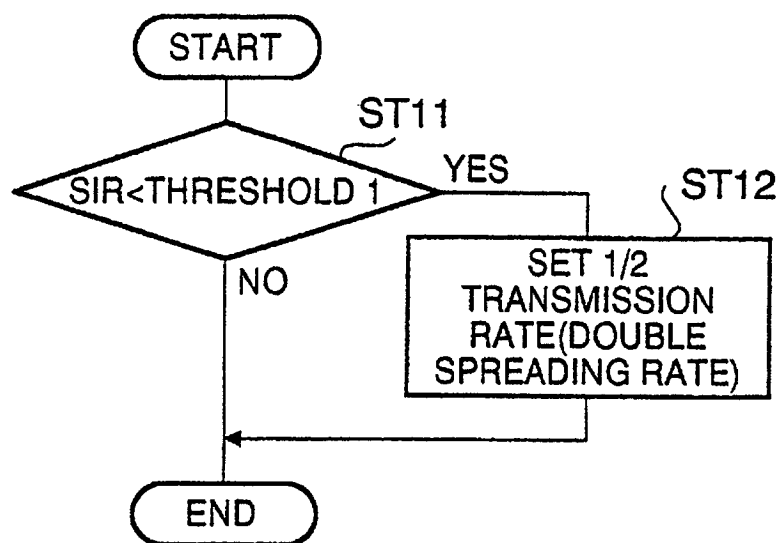 START
ST11
SIR<THRESHOLD 1
YES
ST12
SET 1/2
TRANSMISSION
RATE(DOUBLE
SPREADING RATE)
NO
END